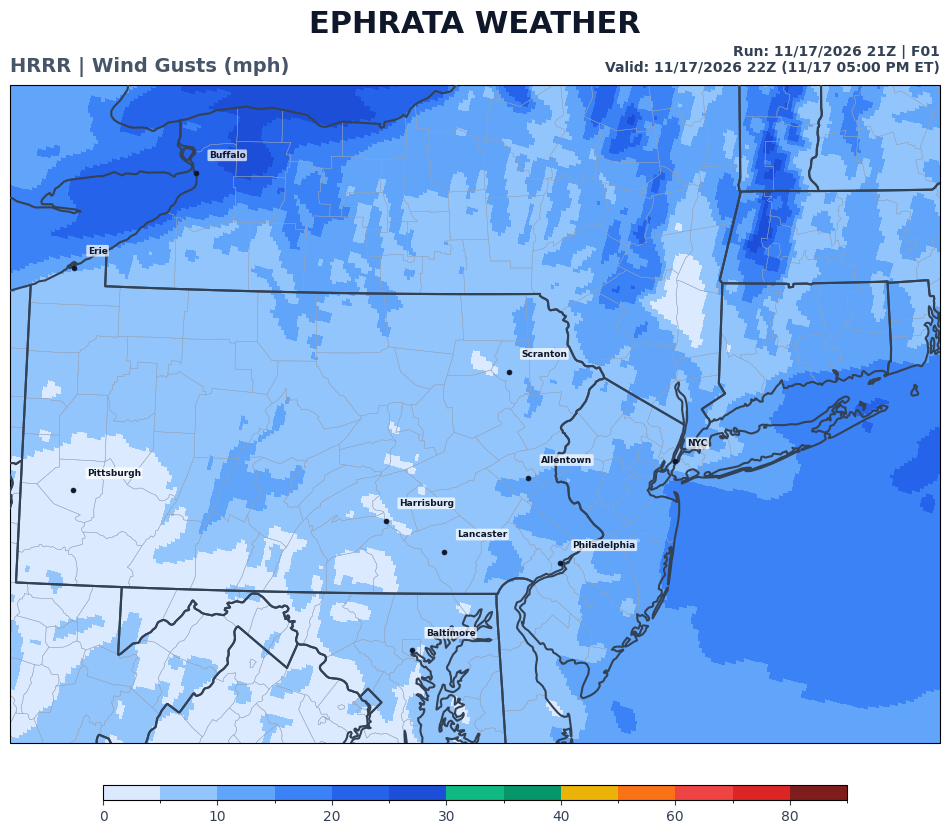 EPHRATA WEATHER
HRRR | Wind Gusts (mph)
Run: 11/17/2026 21Z | F01
Valid: 11/17/2026 22Z (11/17 05:00 PM ET)
Buffalo
Erie
Scranton
NYC
Allentown
Pittsburgh
Harrisburg
Lancaster
Philadelphia
Baltimore
0 10 20 30 40 60 80